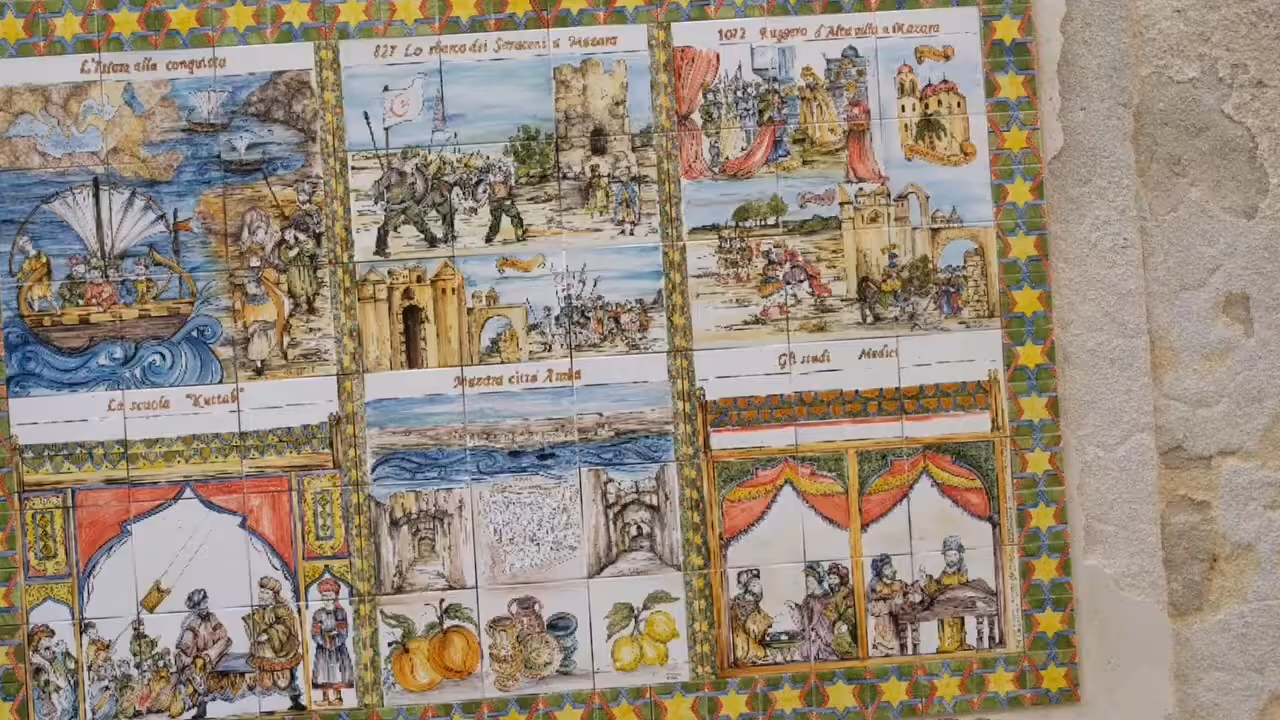 L'Attesa alla conquista
827 Lo sbarco dei Saraceni a Mazara
1072 Ruggero d'Altavilla a Mazara
La scuola "Kuttab"
Mazara città Araba
Gli studi Medici